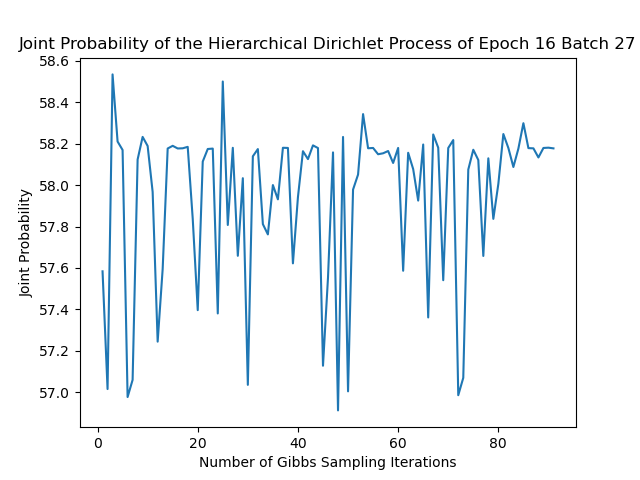 Joint Probability of the Hierarchical Dirichlet Process of Epoch 16 Batch 27
58.6
58.4
58.2
58.0
57.8
57.6
57.4
57.2
57.0
Joint Probability
0 20 40 60 80
Number of Gibbs Sampling Iterations